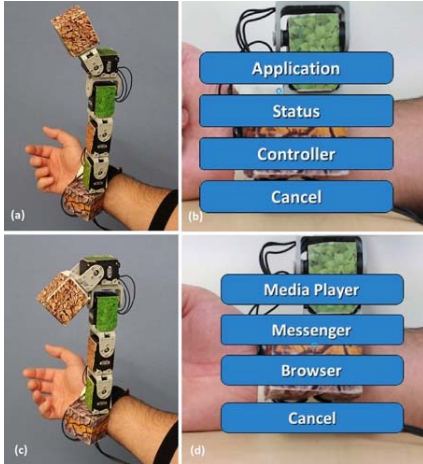 (a)
Application
Status
Controller
Cancel
(b)
(c)
Media Player
Messenger
Browser
Cancel
(d)